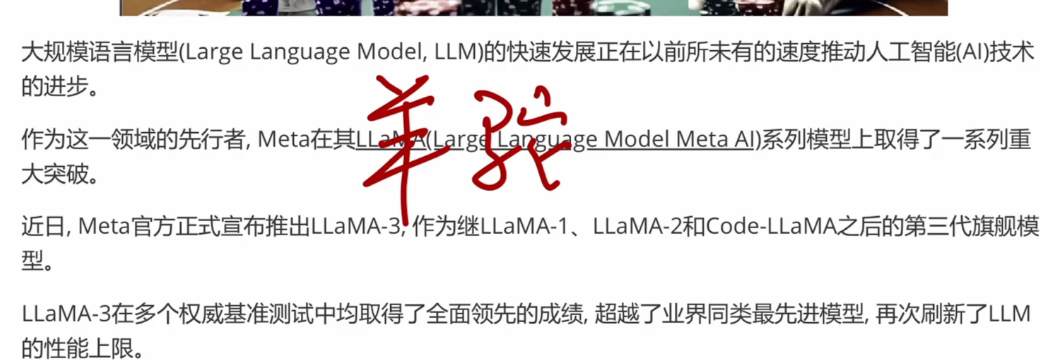 大规模语言模型(Large Language Model, LLM)的快速发展正在以前所未有的速度推动人工智能(AI)技术
的进步。
作为这一领域的先行者, Meta在其LLaMA(Large Language Model Meta AI)系列模型上取得了一系列重
大突破。
羊驼
近日, Meta官方正式宣布推出LLaMA-3, 作为继LLaMA-1、LLaMA-2和Code-LLaMA之后的第三代旗舰模
型。
LLaMA-3在多个权威基准测试中均取得了全面领先的成绩, 超越了业界同类最先进模型, 再次刷新了LLM
的性能上限。